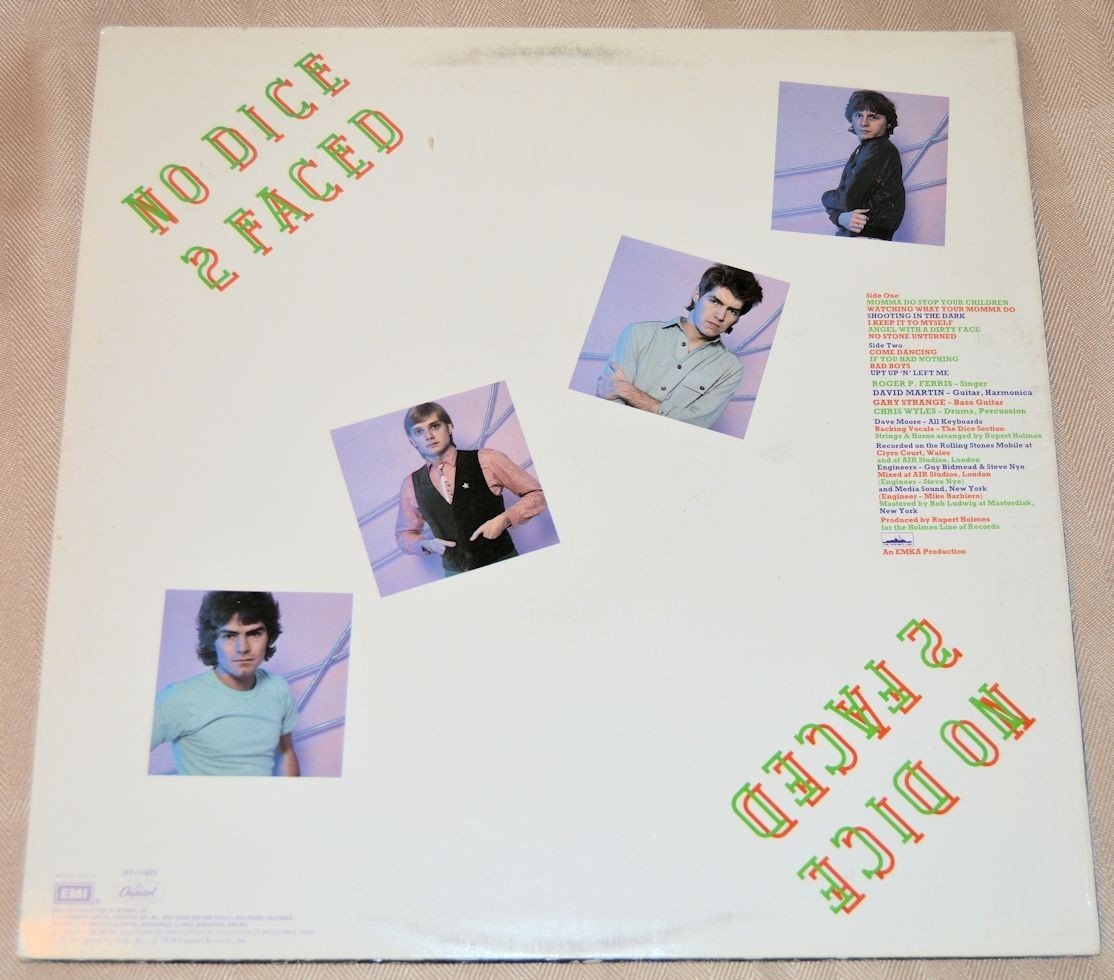 NO DICE
2 FACED
Side One
MOMMA DO STOP YOUR CHILDREN
WATCHING WHAT YOUR MOMMA DO
SHOOTING IN THE DARK
I KEEP IT TO MYSELF
ANGEL WITH A DIRTY FACE
NO STONE UNTURNED
Side Two
COME DANCING
IF YOU HAD NOTHING
BAD BOYS
UPT UP 'N' LEFT ME
ROGER P. FERRIS – Singer
DAVID MARTIN – Guitar, Harmonica
GARY STRANGE – Bass Guitar
CHRIS WYLES – Drums, Percussion
Dave Moore – All Keyboards
Backing Vocals – The Dice Section
Strings & Horns arranged by Rupert Holmes
Recorded on the Rolling Stones Mobile at
Clyro Court, Wales
and at AIR Studios, London
Engineers – Guy Bidmead & Steve Nye
Mixed at AIR Studios, London
(Engineer – Steve Nye)
and Media Sound, New York
(Engineer – Mike Barbiero)
Mastered by Bob Ludwig at Masterdisk,
New York
Produced by Rupert Holmes
for the Holmes Line of Records
An EMKA Production
NO DICE
2 FACED
EMI
Capitol